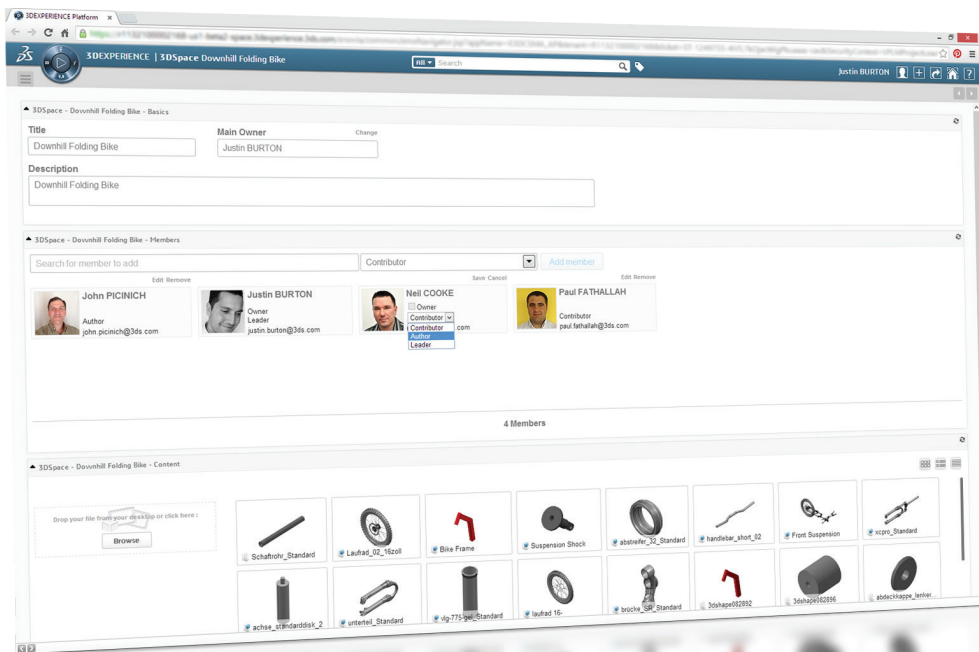 3DEXPERIENCE Platform
3DEXPERIENCE | 3DSpace Downhill Folding Bike
All
Search
Justin BURTON
3DSpace - Downhill Folding Bike - Basics
Title
Main Owner
Change
Downhill Folding Bike
Justin BURTON
Description
Downhill Folding Bike
3DSpace - Downhill Folding Bike - Members
Search for member to add
Contributor
Add member
Edit Remove
Save Cancel
Edit Remove
John PICINICH
Author
john.picinich@3ds.com
Justin BURTON
Owner
Leader
justin.burton@3ds.com
Neil COOKE
Owner
Contributor
Contributor
.com
Author
Leader
Paul FATHALLAH
Contributor
paul.fathallah@3ds.com
4 Members
3DSpace - Downhill Folding Bike - Content
Drop your file from your desktop or click here :
Browse
Schaftrohr_Standard
Laufrad_02_16zoll
Bike Frame
Suspension Shock
abstreifer_32_Standard
handlebar_short_02
Front Suspension
xcpro_Standard
achse_standarddisk_2
unterteil_Standard
vlg-775-gel_Standard
laufrad 16-
brücke_SR_Standard
3dshape082892
3dshape082896
abdeckkappe_lenker...